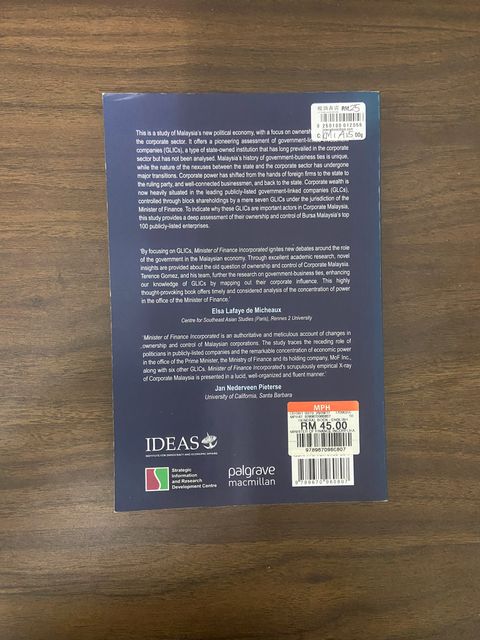 RM25
9 250100 012356
This is a study of Malaysia's new political economy, with a focus on ownership
the corporate sector. It offers a pioneering assessment of government-
companies (GLICs), a type of state-owned institution that has long prevailed in the corporate
sector but has not been analysed. Malaysia's history of government-business ties is unique,
while the nature of the nexuses between the state and the corporate sector has undergone
major transitions. Corporate power has shifted from the hands of foreign firms to the state to
the ruling party, and well-connected businessmen, and back to the state. Corporate wealth is
now heavily situated in the leading publicly-listed government-linked companies (GLCs),
controlled through block shareholdings by a mere seven GLICs under the jurisdiction of the
Minister of Finance. To indicate why these GLICs are important actors in Corporate Malaysia,
this study provides a deep assessment of their ownership and control of Bursa Malaysia's top
100 publicly-listed enterprises.
'By focusing on GLICs, Minister of Finance Incorporated ignites new debates around the role
of the government in the Malaysian economy. Through excellent academic research, novel
insights are provided about the old question of ownership and control of Corporate Malaysia.
Terence Gomez, and his team, further the research on government-business ties, enhancing
our knowledge of GLICs by mapping out their corporate influence. This highly
thought-provoking book offers timely and considered analysis of the concentration of power
in the office of the Minister of Finance.'
Elsa Lafaye de Micheaux
Centre for Southeast Asian Studies (Paris), Rennes 2 University
'Minister of Finance Incorporated is an authoritative and meticulous account of changes in
ownership and control of Malaysian corporations. The study traces the receding role of
politicians in publicly-listed companies and the remarkable concentration of economic power
in the office of the Prime Minister, the Ministry of Finance and its holding company, MoF Inc.,
along with six other GLICs. Minister of Finance Incorporated's scrupulously empirical X-ray
of Corporate Malaysia is presented in a lucid, well-organized and fluent manner.'
Jan Nederveen Pieterse
University of California, Santa Barbara
MPH
RM 45.00
9789670960807
9 789670 960807
IDEAS
INSTITUTE FOR DEMOCRACY AND ECONOMIC AFFAIRS
Strategic
Information
and Research
Development Centre
palgrave
macmillan